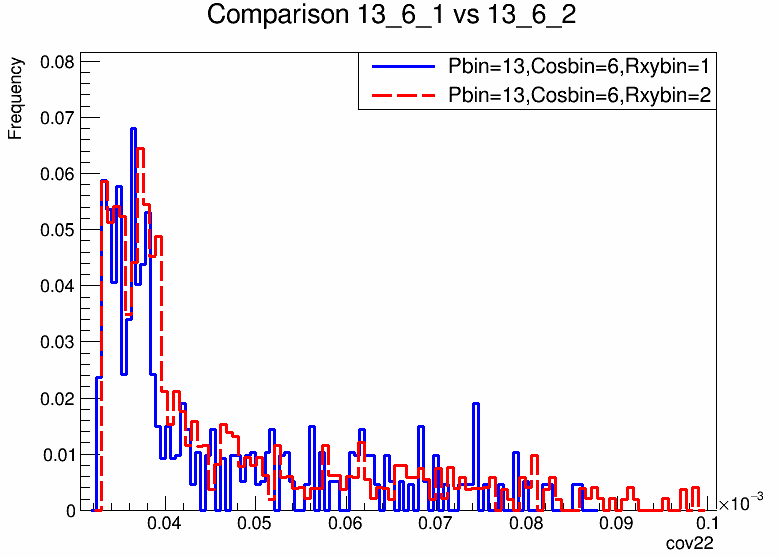 Comparison 13_6_1 vs 13_6_2
Frequency
Pbin=13,Cosbin=6,Rxybin=1
Pbin=13,Cosbin=6,Rxybin=2
0.08
0.07
0.06
0.05
0.04
0.03
0.02
0.01
0
0.04 0.05 0.06 0.07 0.08 0.09 0.1
×10⁻³
cov22